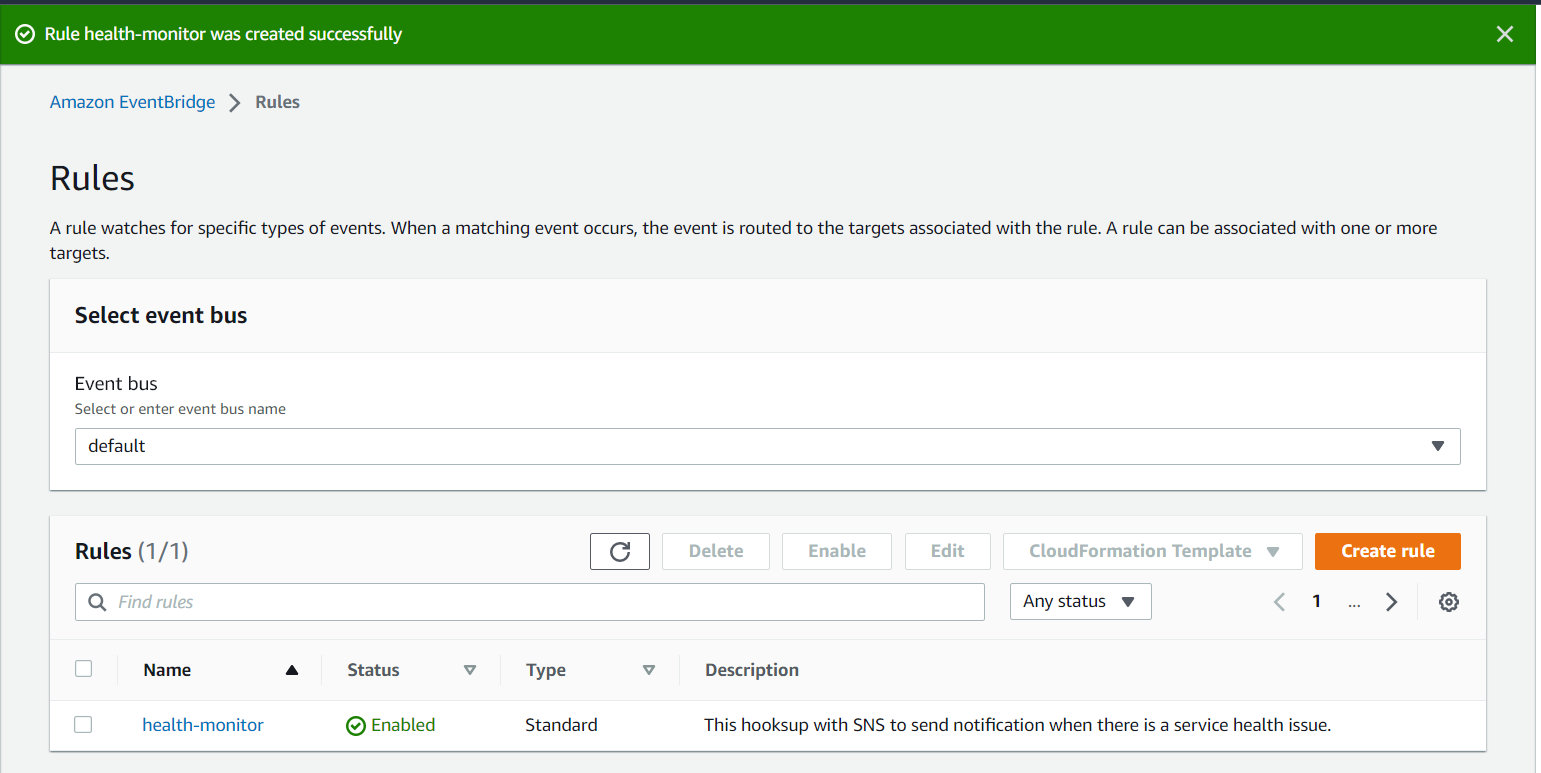 Rule health-monitor was created successfully
Amazon EventBridge > Rules
Rules
A rule watches for specific types of events. When a matching event occurs, the event is routed to the targets associated with the rule. A rule can be associated with one or more
targets.
Select event bus
Event bus
Select or enter event bus name
default
Rules (1/1) Delete Enable Edit CloudFormation Template Create rule
Find rules Any status 1 ...
Name Status Type Description
health-monitor Enabled Standard This hooksup with SNS to send notification when there is a service health issue.